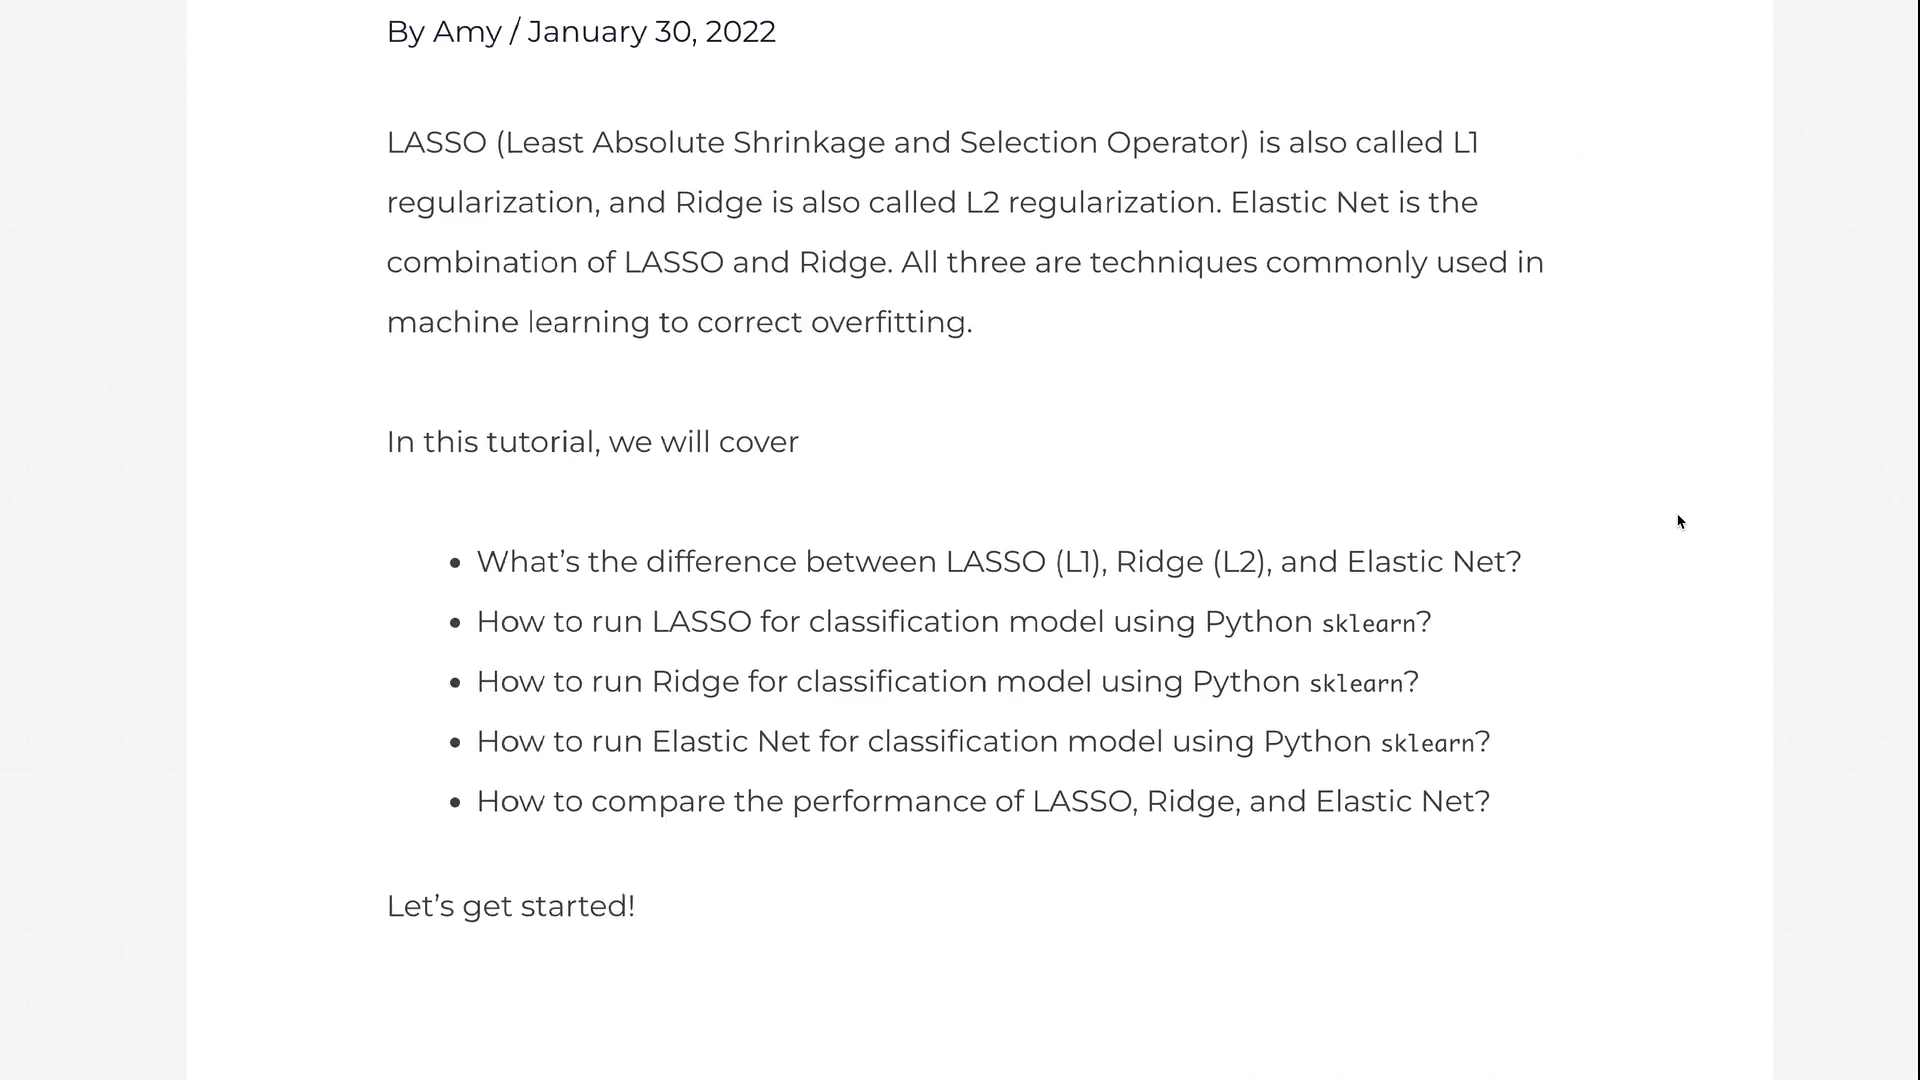 By Amy / January 30, 2022
LASSO (Least Absolute Shrinkage and Selection Operator) is also called L1
regularization, and Ridge is also called L2 regularization. Elastic Net is the
combination of LASSO and Ridge. All three are techniques commonly used in
machine learning to correct overfitting.
In this tutorial, we will cover
• What’s the difference between LASSO (L1), Ridge (L2), and Elastic Net?
• How to run LASSO for classification model using Python sklearn?
• How to run Ridge for classification model using Python sklearn?
• How to run Elastic Net for classification model using Python sklearn?
• How to compare the performance of LASSO, Ridge, and Elastic Net?
Let’s get started!